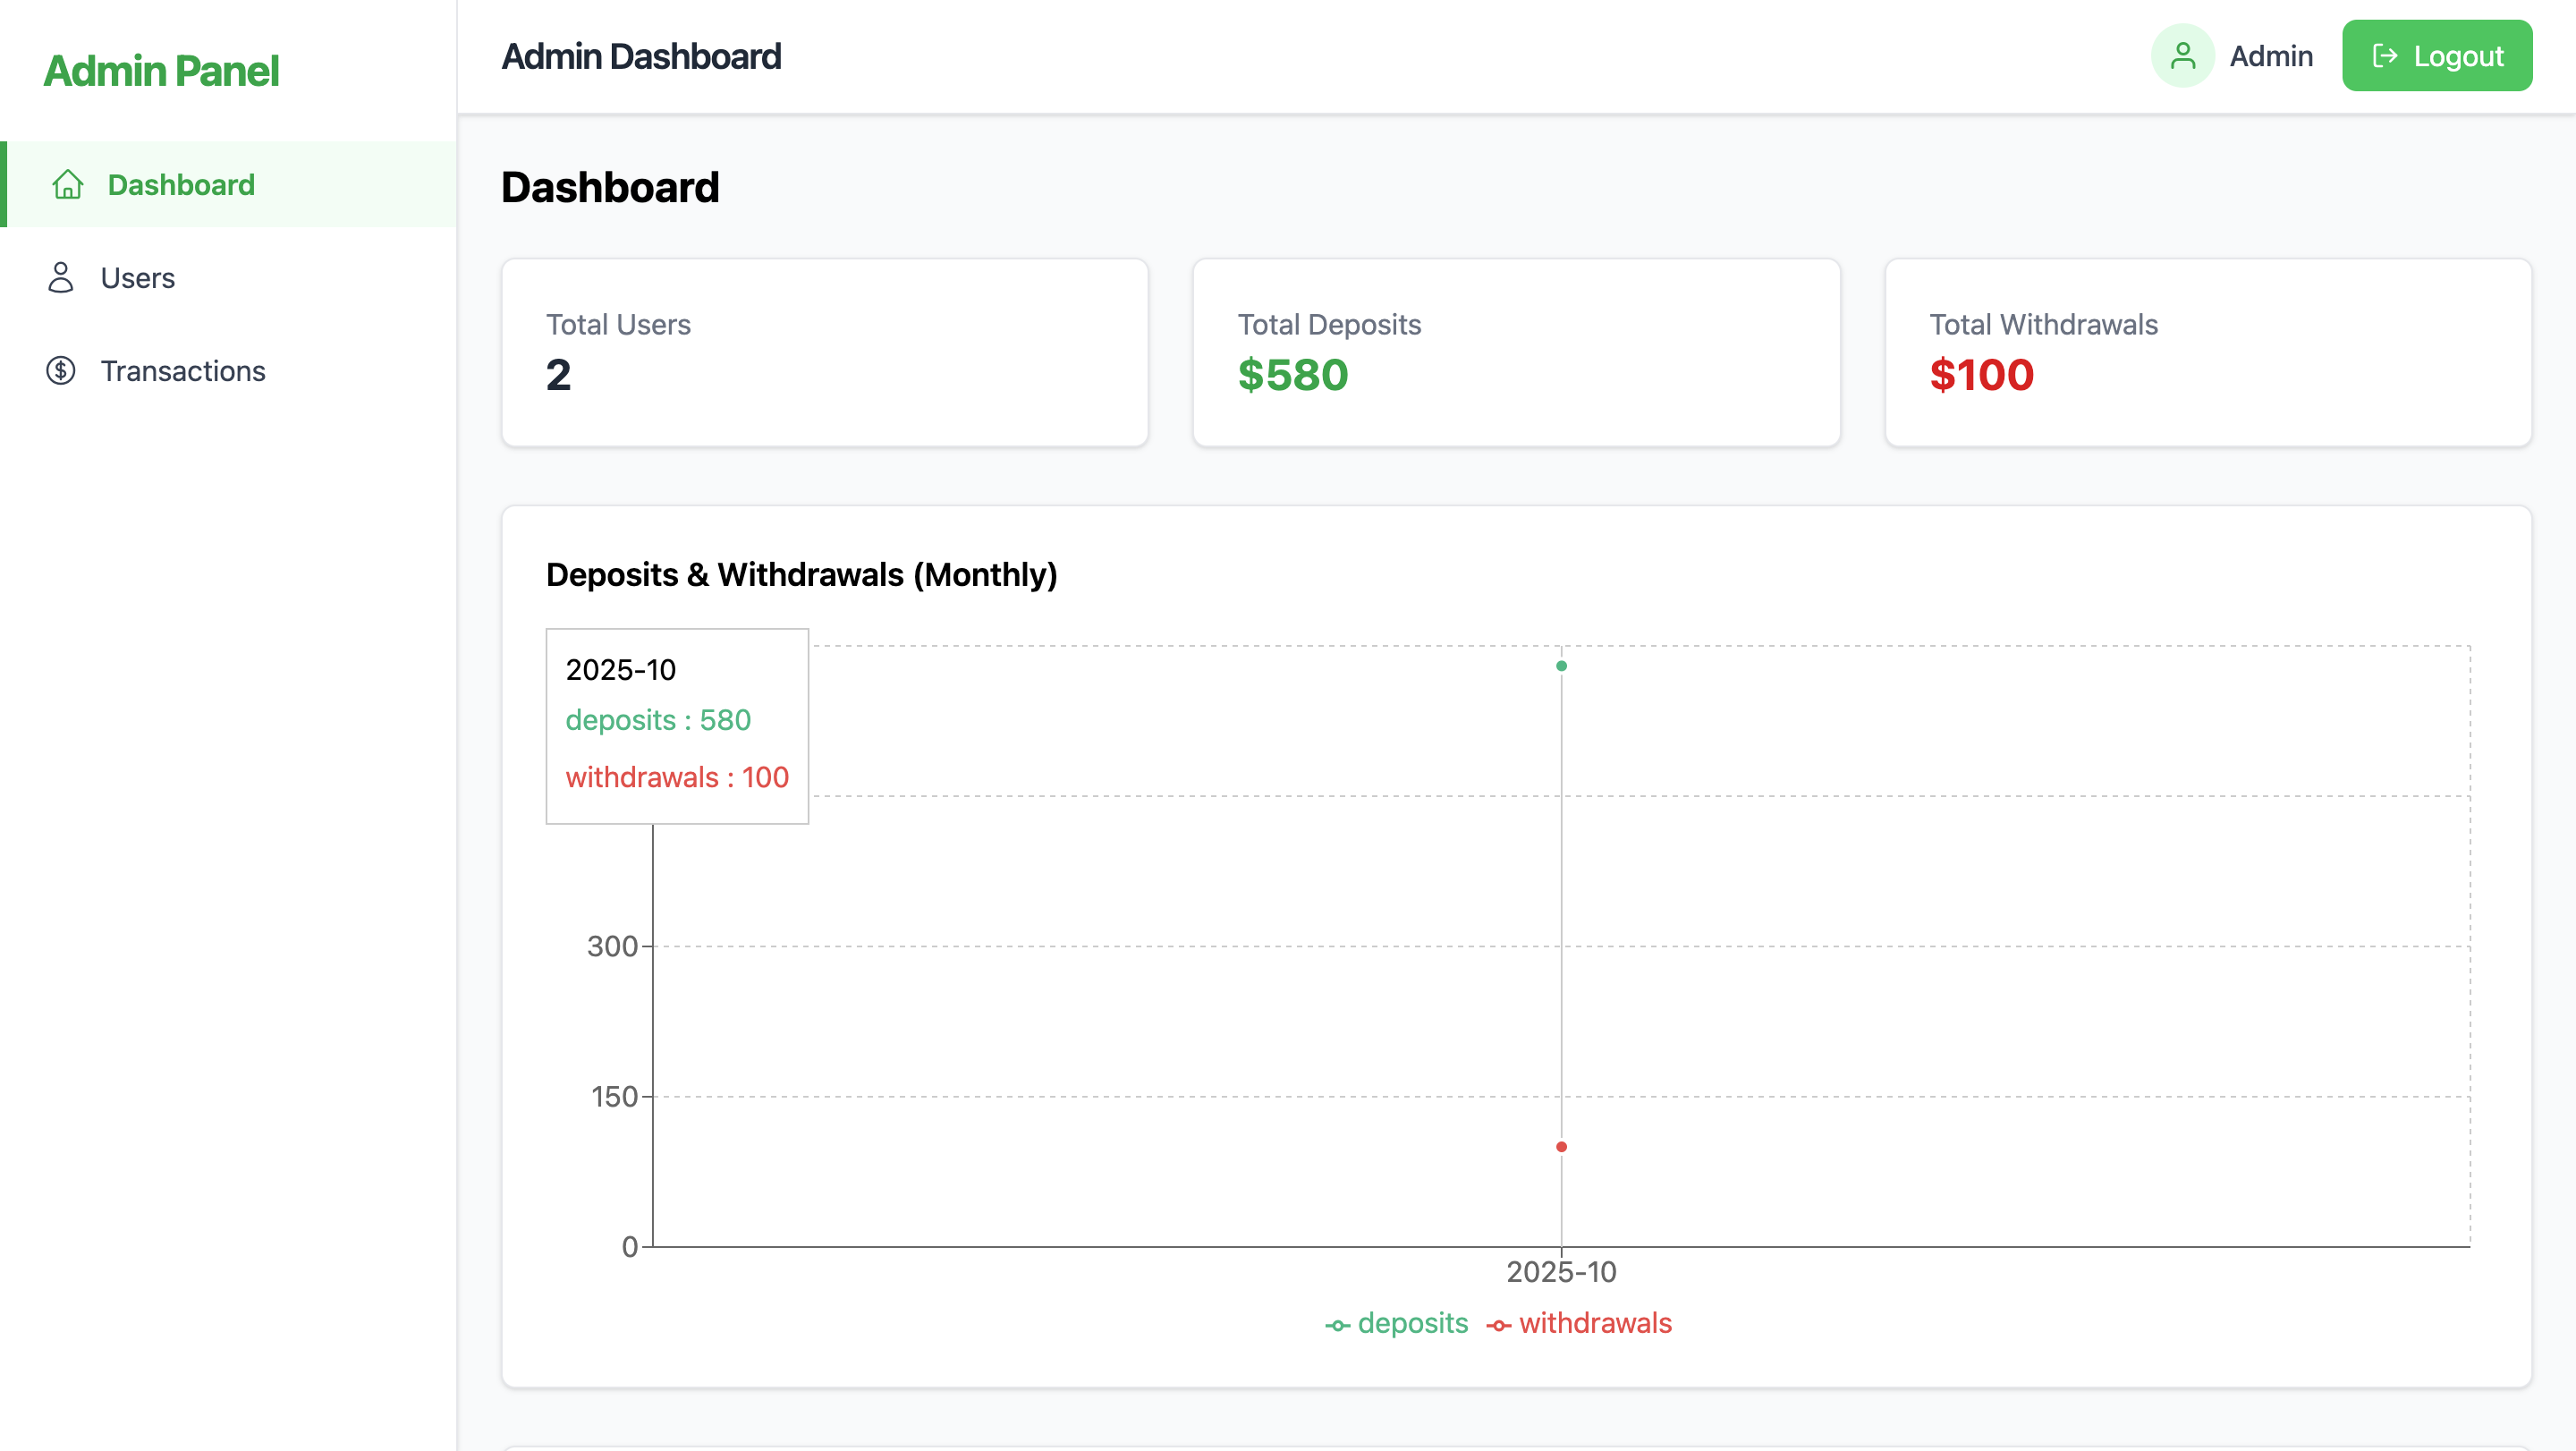 Admin Panel
Dashboard
Users
Transactions
Admin Dashboard
Admin
Logout
Dashboard
Total Users
2
Total Deposits
$580
Total Withdrawals
$100
Deposits & Withdrawals (Monthly)
2025-10
deposits : 580
withdrawals : 100
300
150
0
2025-10
deposits withdrawals